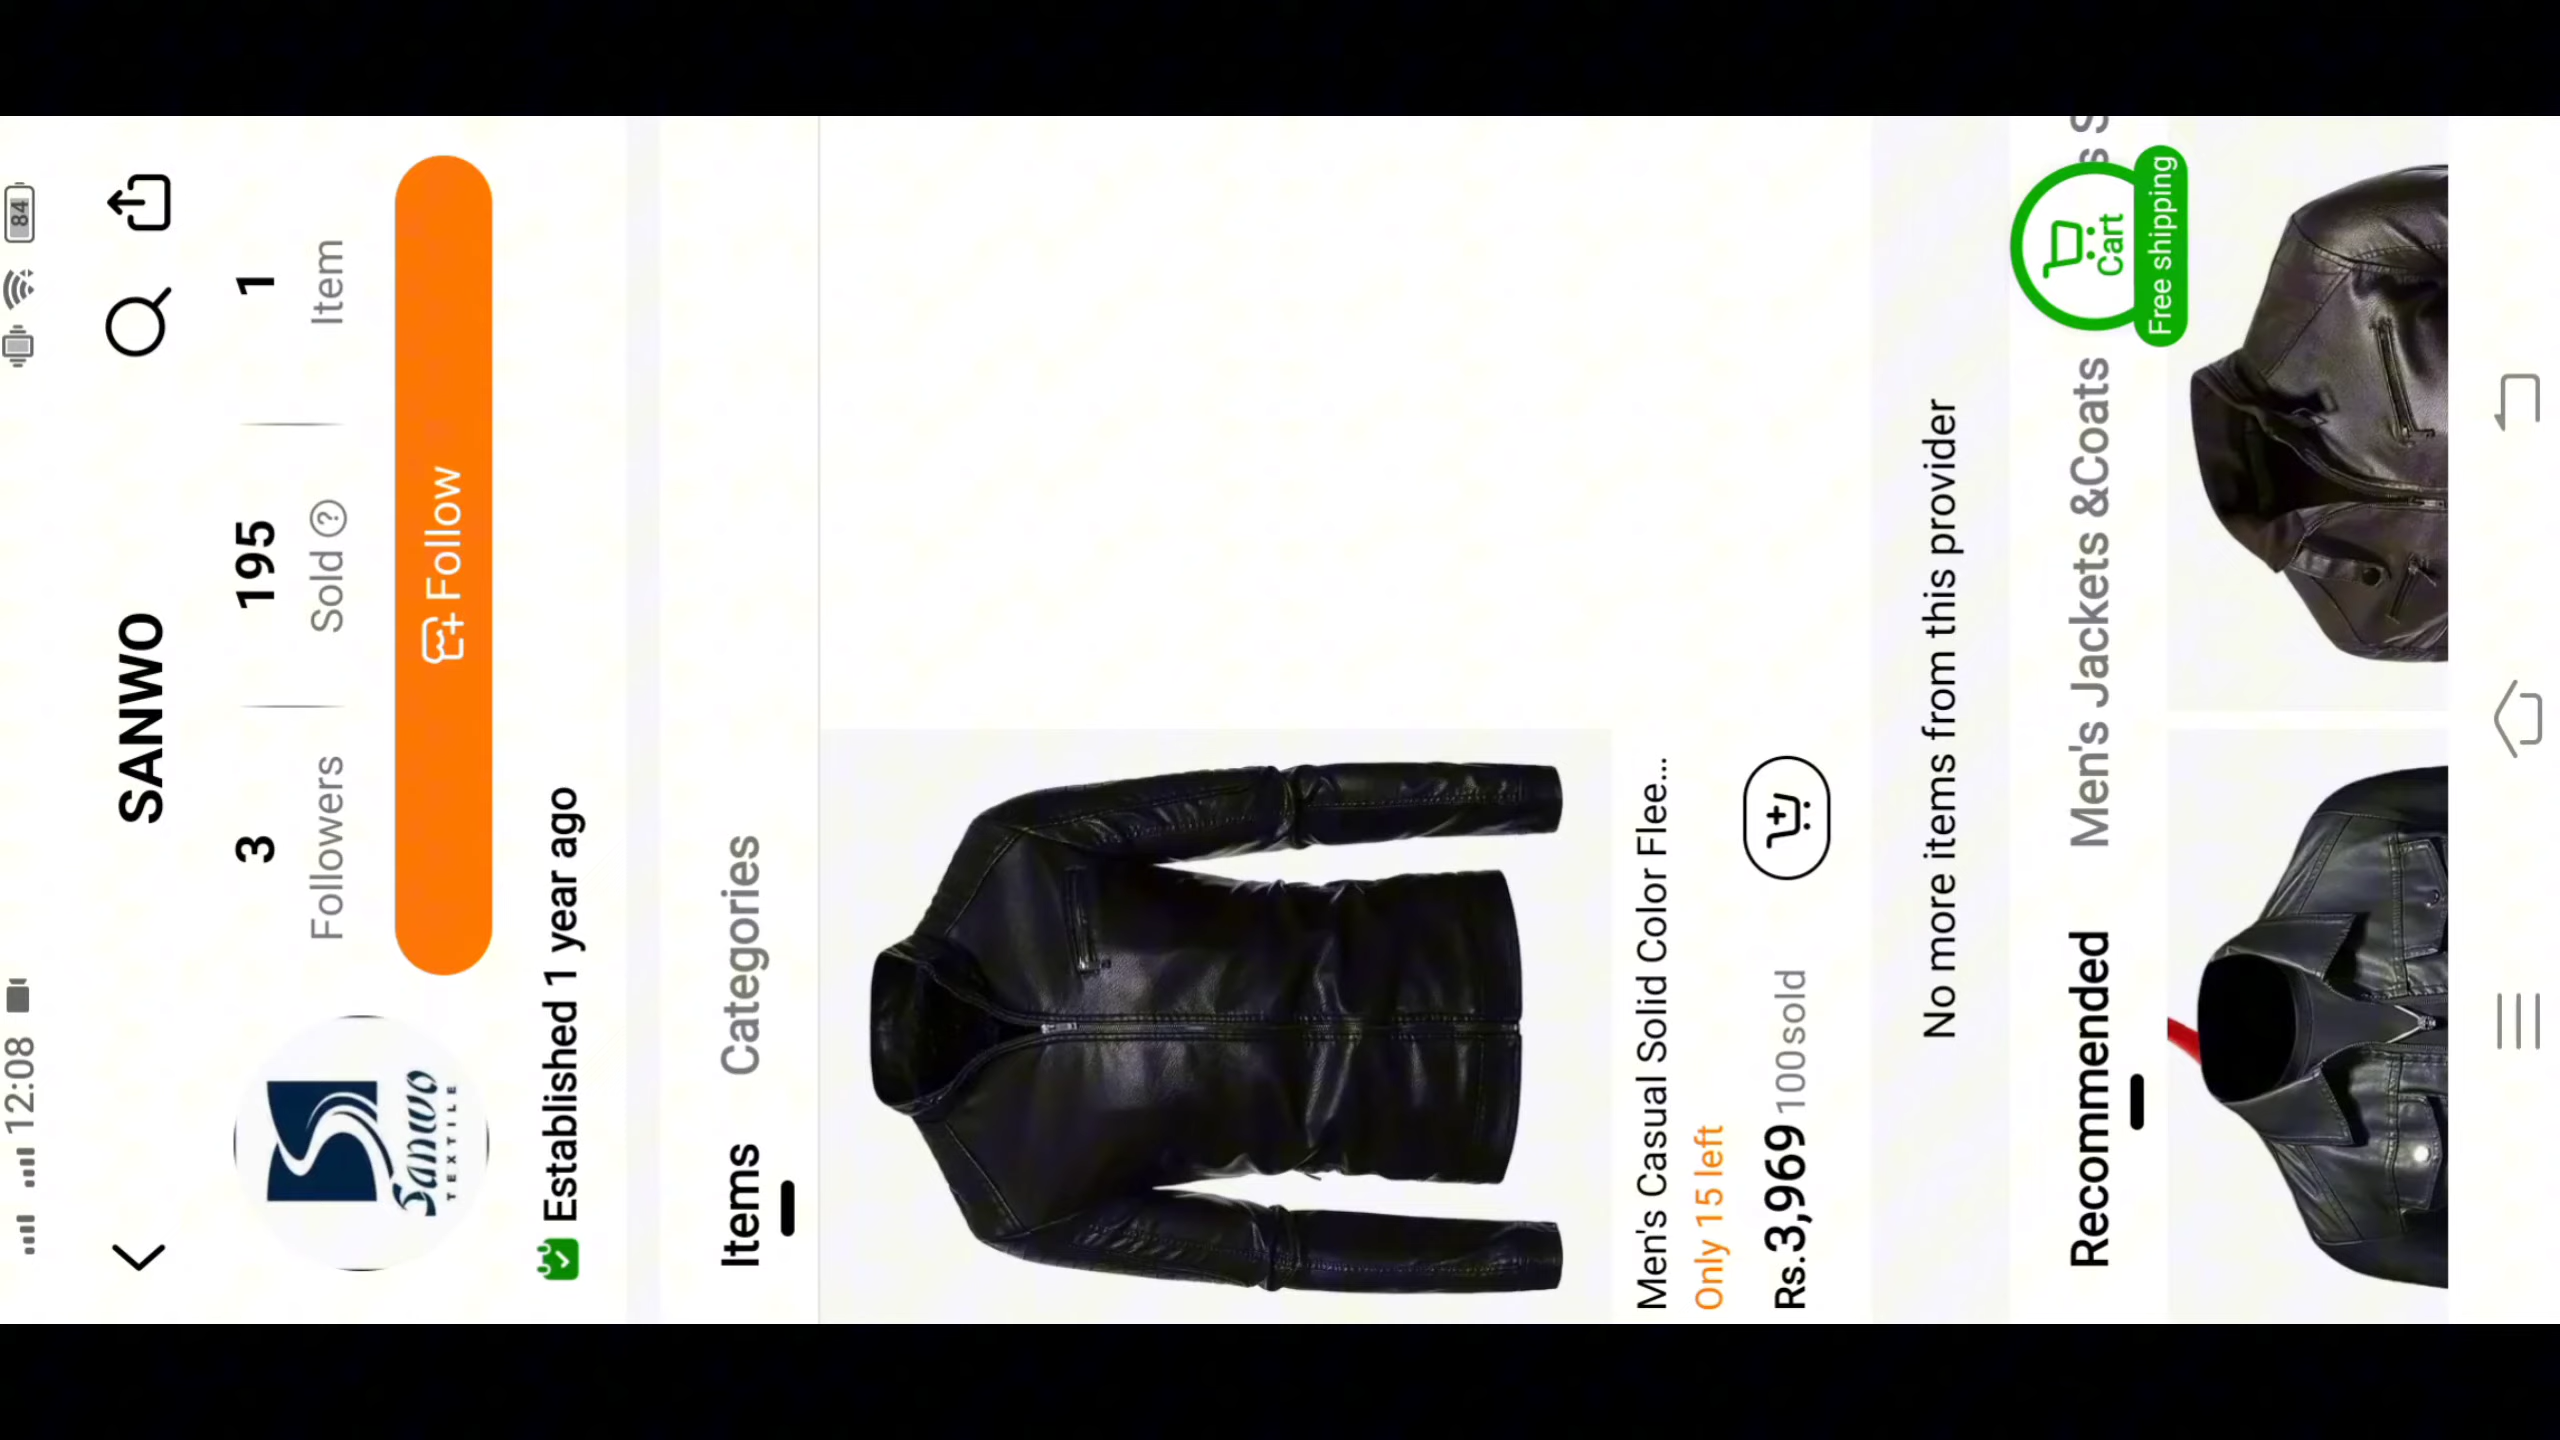 12:08
84
SANWO
Sanwo
TEXTILE
3
195
1
Followers
Sold
Item
Follow
Established 1 year ago
Items
Categories
Men's Casual Solid Color Flee...
Only 15 left
Rs.3,969 100sold
No more items from this provider
Recommended
Men's Jackets &Coats
Cart
Free shipping